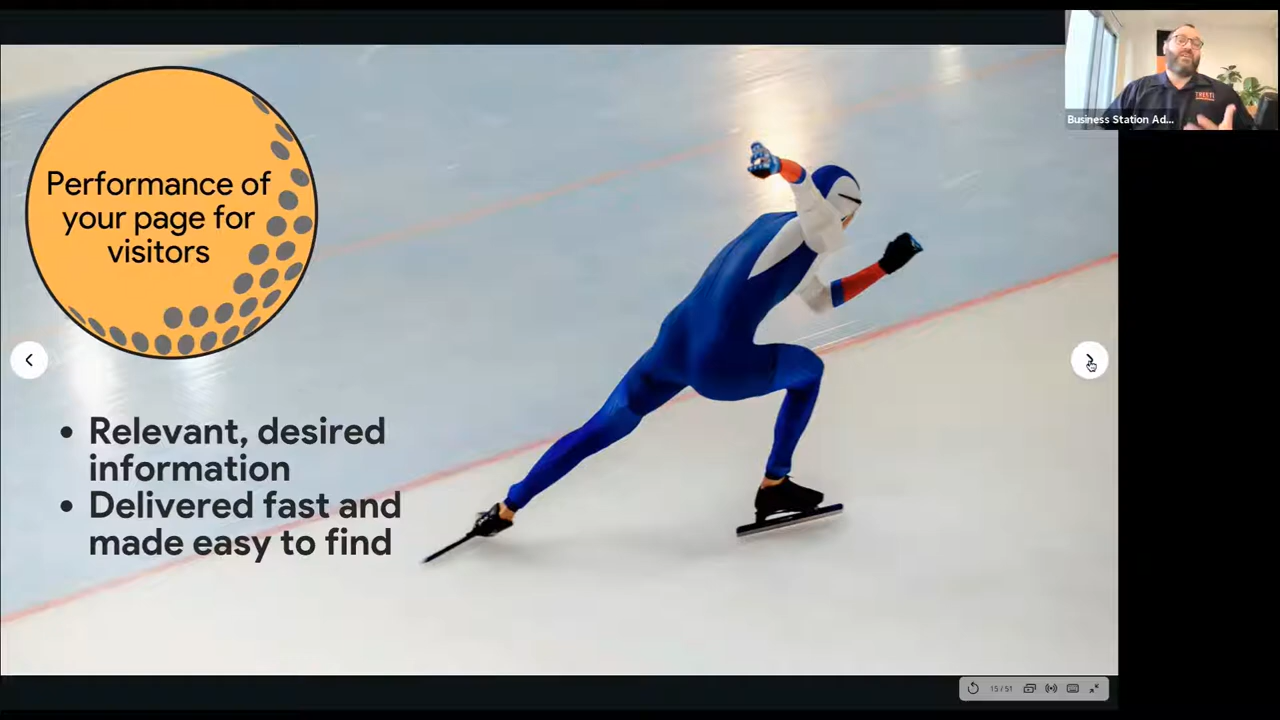 Performance of
your page for
visitors
Relevant, desired
information
Delivered fast and
made easy to find
Business Station Ad...
15 / 51